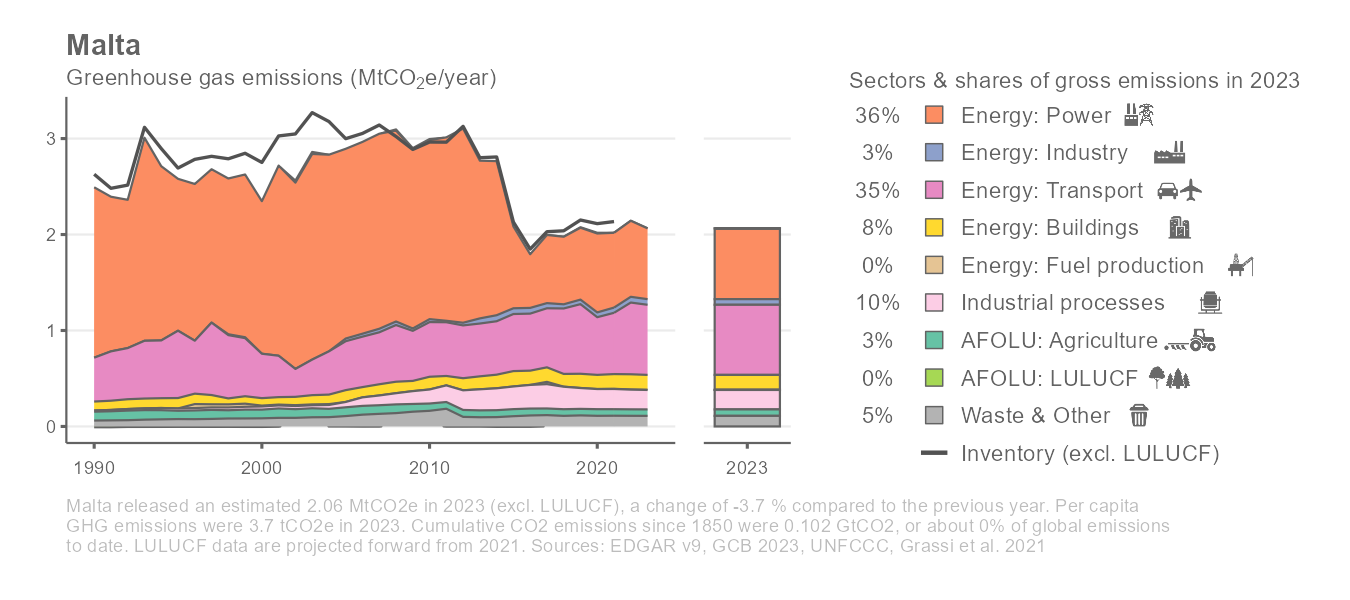 Malta
Greenhouse gas emissions (MtCO₂e/year)
3
2
1
0
1990
2000
2010
2020
2023
Sectors & shares of gross emissions in 2023
36% Energy: Power
3% Energy: Industry
35% Energy: Transport
8% Energy: Buildings
0% Energy: Fuel production
10% Industrial processes
3% AFOLU: Agriculture
0% AFOLU: LULUCF
5% Waste & Other
Inventory (excl. LULUCF)
Malta released an estimated 2.06 MtCO2e in 2023 (excl. LULUCF), a change of -3.7 % compared to the previous year. Per capita
GHG emissions were 3.7 tCO2e in 2023. Cumulative CO2 emissions since 1850 were 0.102 GtCO2, or about 0% of global emissions
to date. LULUCF data are projected forward from 2021. Sources: EDGAR v9, GCB 2023, UNFCCC, Grassi et al. 2021